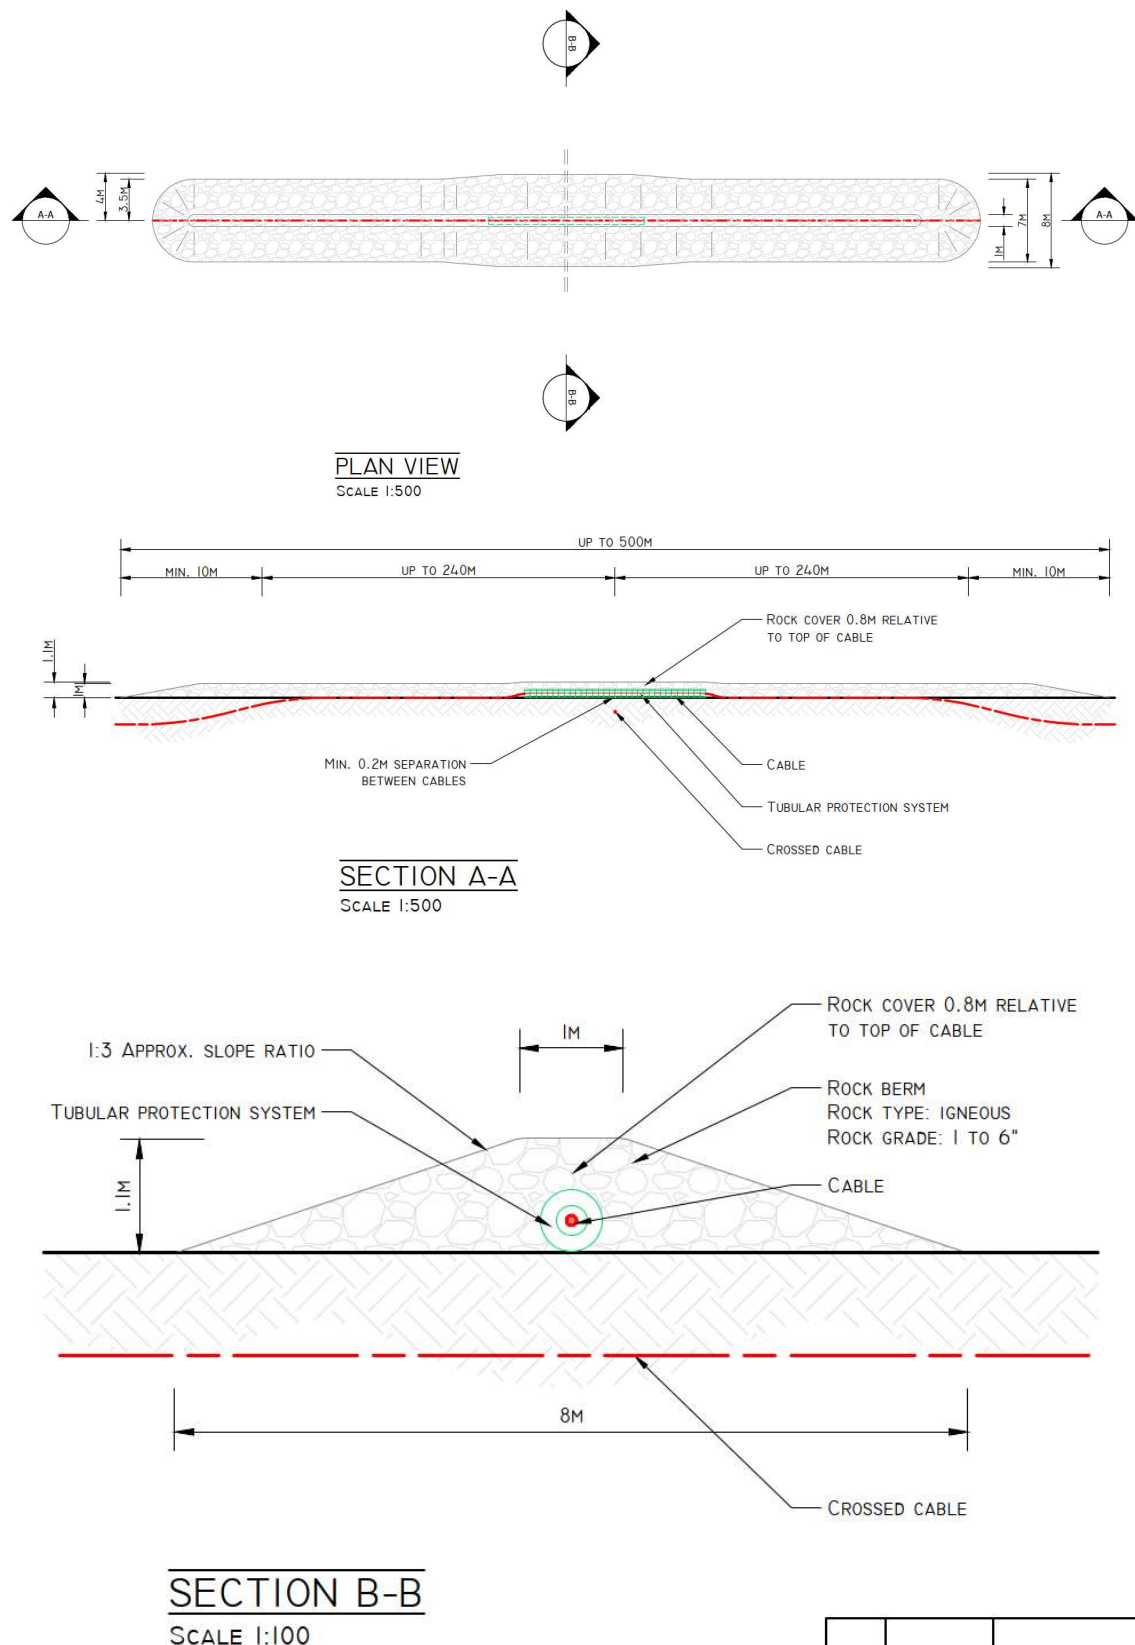 B-B
4M
3.5M
A-A
1M
7M
8M
A-A
B-B
PLAN VIEW
SCALE 1:500
UP TO 500M
MIN. 10M
UP TO 240M
UP TO 240M
MIN. 10M
ROCK COVER 0.8M RELATIVE
TO TOP OF CABLE
1.1M
1M
MIN. 0.2M SEPARATION
BETWEEN CABLES
CABLE
TUBULAR PROTECTION SYSTEM
CROSSED CABLE
SECTION A-A
SCALE 1:500
ROCK COVER 0.8M RELATIVE
TO TOP OF CABLE
1M
1:3 APPROX. SLOPE RATIO
ROCK BERM
ROCK TYPE: IGNEOUS
ROCK GRADE: 1 TO 6"
TUBULAR PROTECTION SYSTEM
CABLE
1.1M
8M
CROSSED CABLE
SECTION B-B
SCALE 1:100